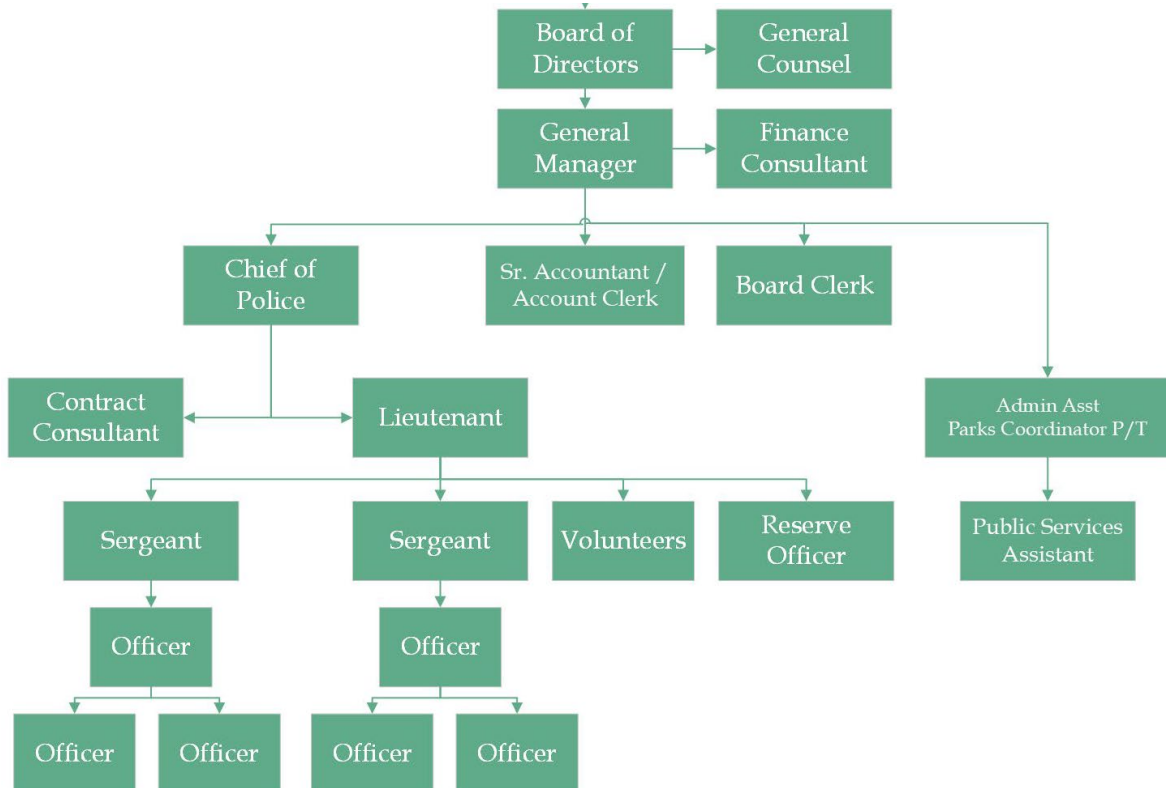 Board of
Directors
General
Counsel
General
Manager
Finance
Consultant
Chief of
Police
Sr. Accountant /
Account Clerk
Board Clerk
Contract
Consultant
Lieutenant
Admin Asst
Parks Coordinator P/T
Sergeant
Sergeant
Volunteers
Reserve
Officer
Public Services
Assistant
Officer
Officer
Officer
Officer
Officer
Officer